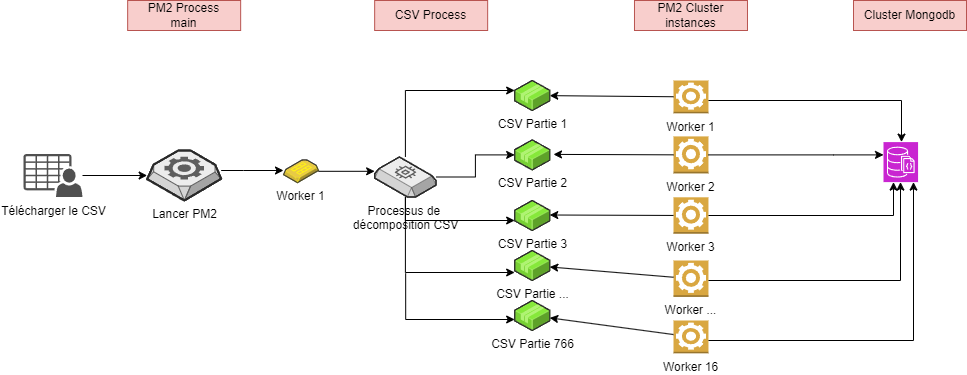 PM2 Process
main
CSV Process
PM2 Cluster
instances
Cluster Mongodb
Télécharger le CSV
Lancer PM2
Worker 1
Processus de
décomposition CSV
CSV Partie 1
CSV Partie 2
CSV Partie 3
CSV Partie ...
CSV Partie 766
Worker 1
Worker 2
Worker 3
Worker ...
Worker 16